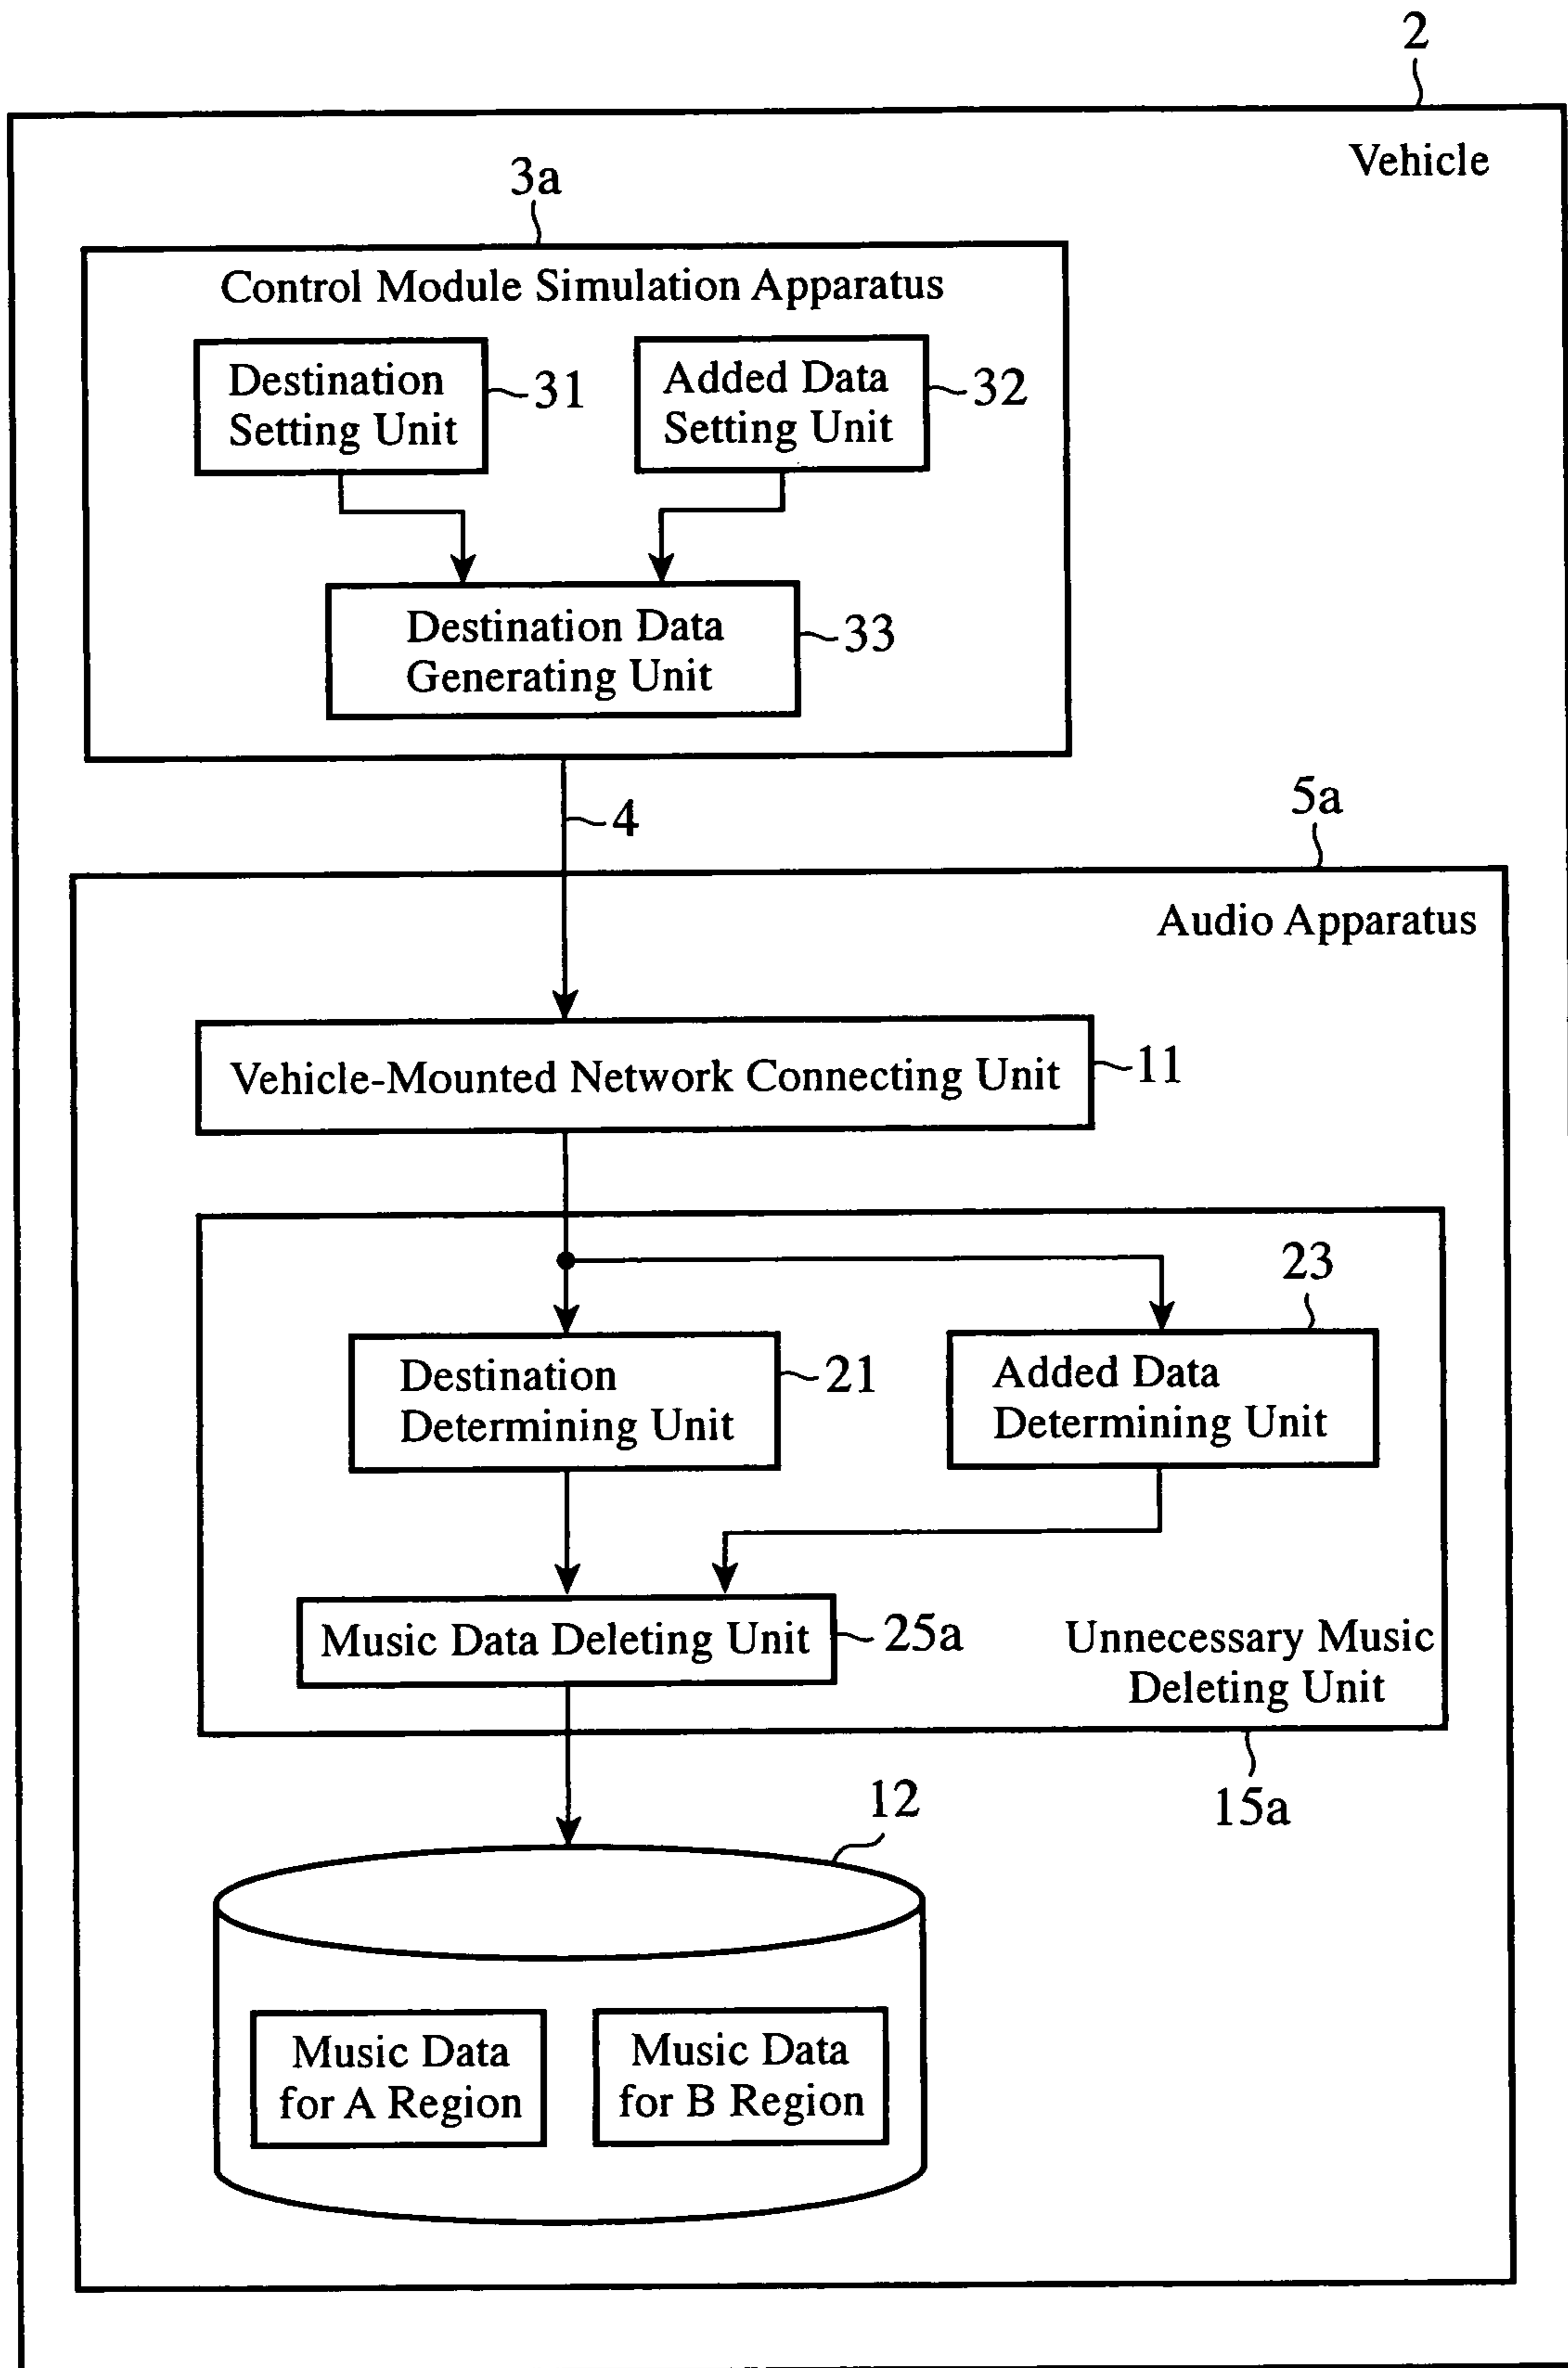 2
Vehicle
3a
Control Module Simulation Apparatus
Destination
Setting Unit
31
Added Data
Setting Unit
32
Destination Data
Generating Unit
33
4
5a
Audio Apparatus
Vehicle-Mounted Network Connecting Unit
11
23
Destination
Determining Unit
21
Added Data
Determining Unit
Music Data Deleting Unit
25a
Unnecessary Music
Deleting Unit
15a
12
Music Data
for A Region
Music Data
for B Region